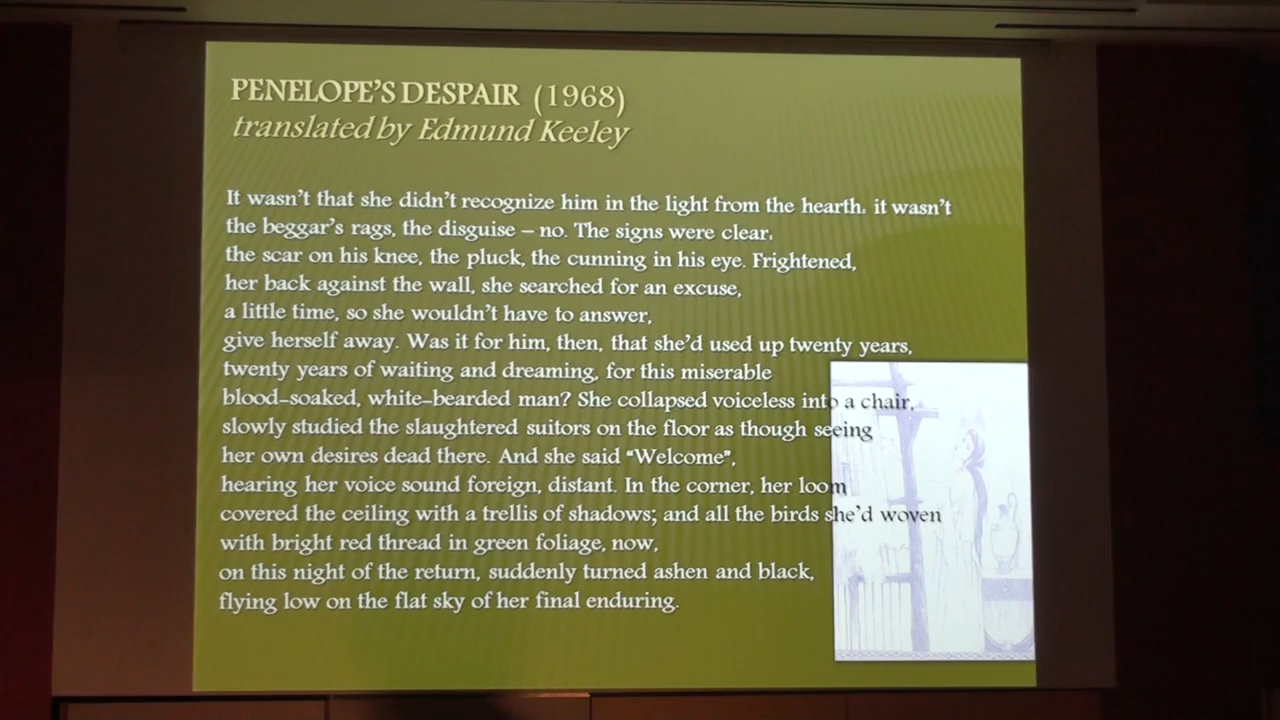 PENELOPE'S DESPAIR (1968)
translated by Edmund Keeley
It wasn't that she didn't recognize him in the light from the hearth. it wasn't
the beggar's rags, the disguise – no. The signs were clear.
the scar on his knee, the pluck, the cunning in his eye. Frightened,
her back against the wall, she searched for an excuse,
a little time, so she wouldn't have to answer,
give herself away. Was it for him, then, that she'd used up twenty years,
twenty years of waiting and dreaming, for this miserable
blood-soaked, white-bearded man? She collapsed voiceless into a chair,
slowly studied the slaughtered suitors on the floor as though seeing
her own desires dead there. And she said “Welcome”,
hearing her voice sound foreign, distant. In the corner, her loom
covered the ceiling with a trellis of shadows; and all the birds she'd woven
with bright red thread in green foliage, now,
on this night of the return, suddenly turned ashen and black,
flying low on the flat sky of her final enduring.